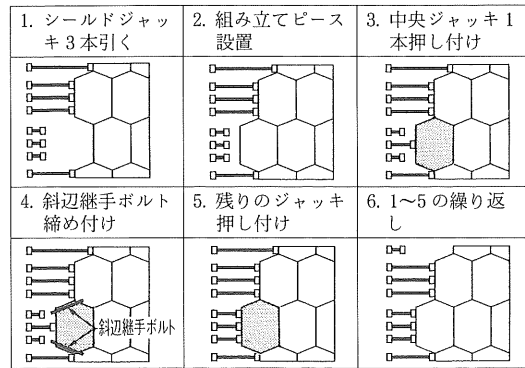 1. シールドジャッ
キ3本引く
2. 組み立てピース
設置
3. 中央ジャッキ1
本押し付け
4. 斜辺継手ボルト
締め付け
斜辺継手ボルト
5. 残りのジャッキ
押し付け
6. 1〜5の繰り返
し